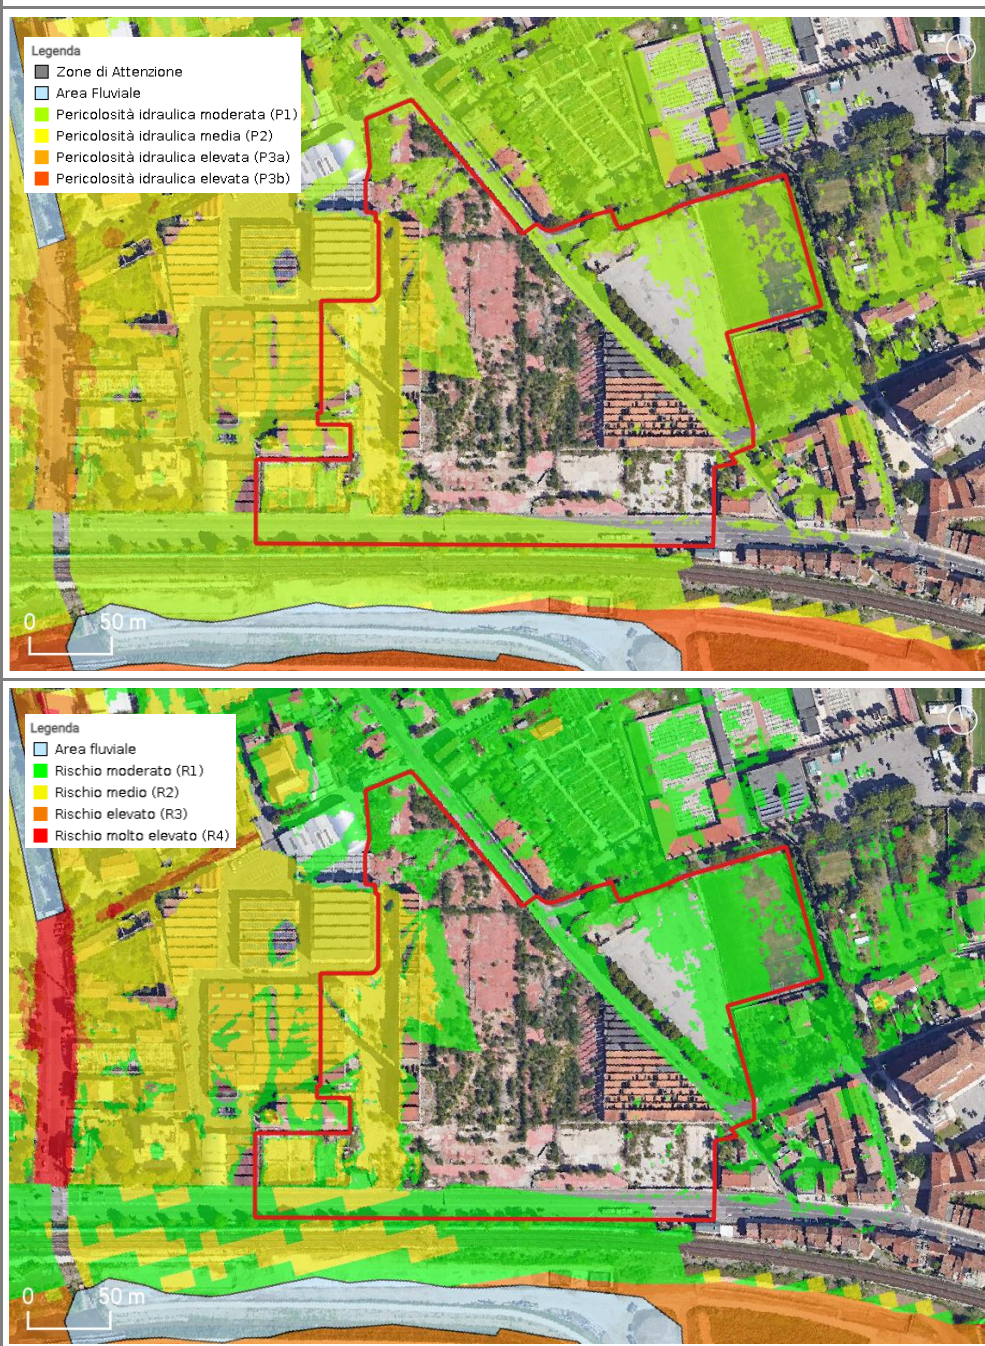 Legenda
Zone di Attenzione
Area Fluviale
Pericolosità idraulica moderata (P1)
Pericolosità idraulica media (P2)
Pericolosità idraulica elevata (P3a)
Pericolosità idraulica elevata (P3b)
0 50 m
Legenda
Area fluviale
Rischio moderato (R1)
Rischio medio (R2)
Rischio elevato (R3)
Rischio molto elevato (R4)
0 50 m